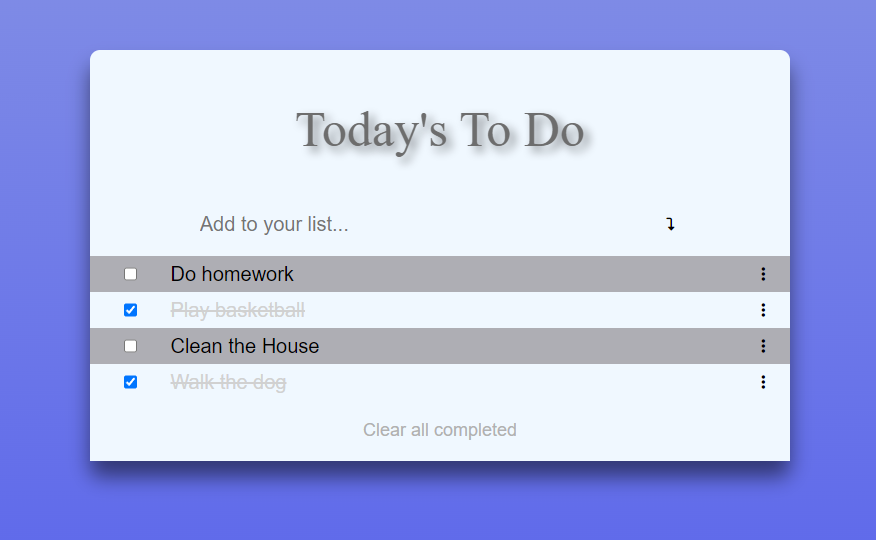 Today's To Do
Add to your list...
Do homework
Play basketball
Clean the House
Walk the dog
Clear all completed